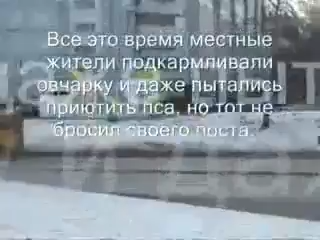 Все это время местные
жители подкармливали
овчарку и даже пытались
приютить пса, но тот не
бросил своего поста.